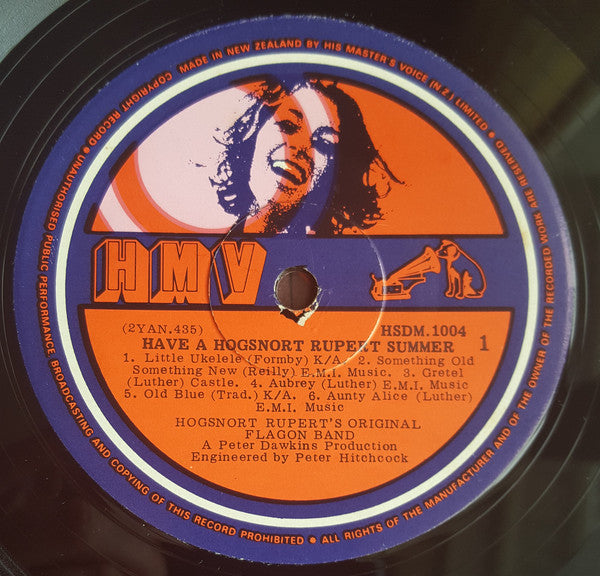 COPYRIGHT RECORD ● MADE IN NEW ZEALAND BY HIS MASTER'S VOICE (N Z) LIMITED ● ALL RIGHTS OF THE MANUFACTURER AND OF THE OWNER OF THE RECORDED WORK ARE RESERVED ● UNAUTHORISED PUBLIC PERFORMANCE, BROADCASTING AND COPYING OF THIS RECORD PROHIBITED ●
HMV
(2YAN.435) HSDM.1004
HAVE A HOGSNORT RUPERT SUMMER 1
1. Little Ukelele (Formby) K/A. 2. Something Old
Something New (Reilly) E.M.I. Music. 3. Gretel
(Luther) Castle. 4. Aubrey (Luther) E.M.I. Music
5. Old Blue (Trad.) K/A. 6. Aunty Alice (Luther)
E.M.I. Music
HOGSNORT RUPERT'S ORIGINAL
FLAGON BAND
A Peter Dawkins Production
Engineered by Peter Hitchcock